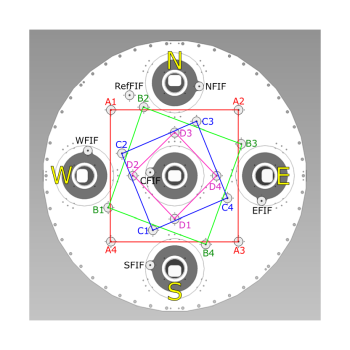 N
RefFIF
NFIF
A1
B2
A2
C3
D3
WFIF
C2
B3
D2
W
CFIF
D4
E
B1
C4
EFIF
D1
C1
A4
B4
A3
SFIF
S